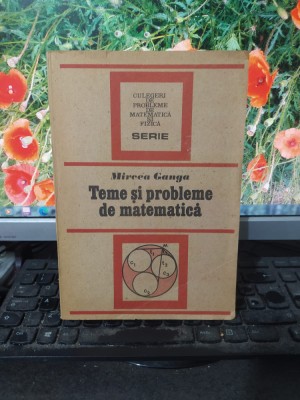 CULEGERI
DE
PROBLEME
DE
MATEMATICĂ
ȘI
FIZICĂ
SERIE
Mircea Ganga
Teme și probleme
de matematică